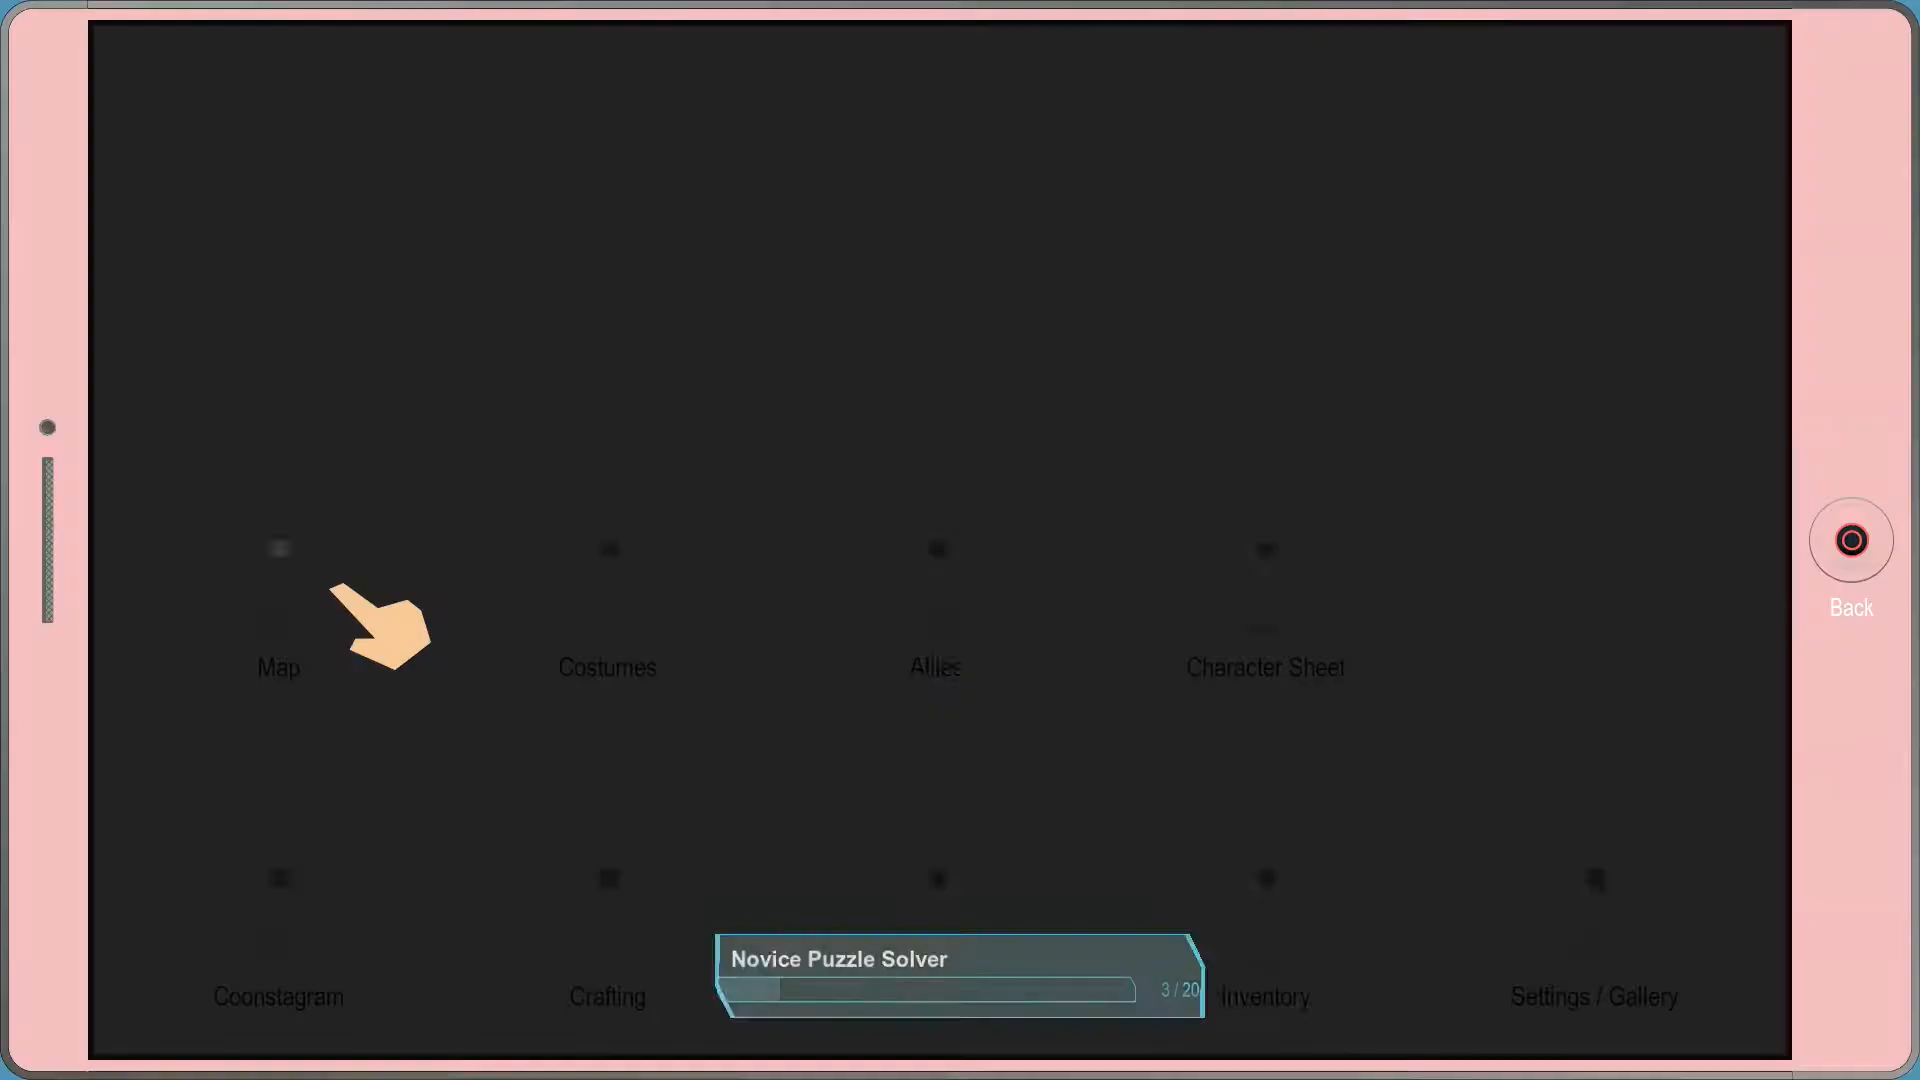 Back
Map
Costumes
Allies
Character Sheet
Novice Puzzle Solver
3 / 20
Coonstagram
Crafting
Inventory
Settings / Gallery